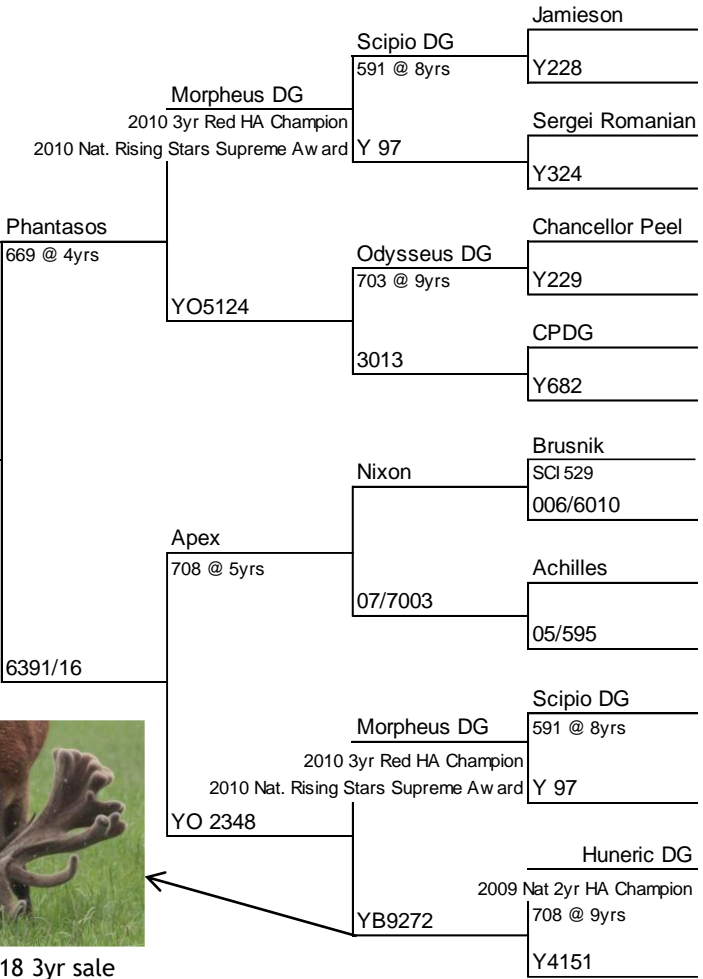 Jamieson
Scipio DG
591 @ 8yrs
Y228
Morpheus DG
2010 3yr Red HA Champion
2010 Nat. Rising Stars Supreme Award
Sergei Romanian
Y 97
Y324
Phantasos
669 @ 4yrs
Chancellor Peel
Odysseus DG
703 @ 9yrs
Y229
YO5124
CPDG
3013
Y682
Brusnik
Nixon
SCI 529
006/6010
Apex
708 @ 5yrs
Achilles
07/7003
05/595
6391/16
Scipio DG
Morpheus DG
591 @ 8yrs
2010 3yr Red HA Champion
2010 Nat. Rising Stars Supreme Award
Y 97
YO 2348
Huneric DG
2009 Nat 2yr HA Champion
YB9272
708 @ 9yrs
Y4151
18 3yr sale